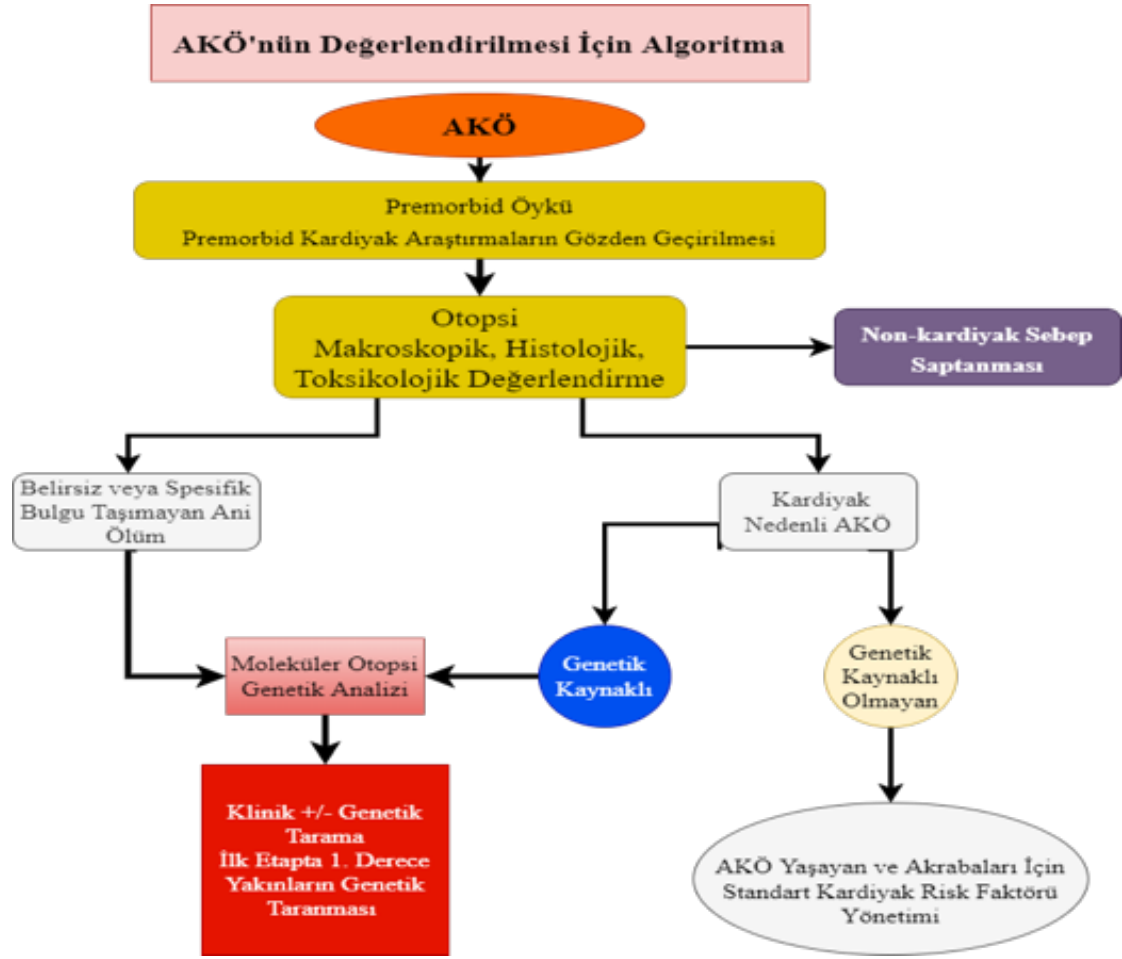 AKÖ'nün Değerlendirilmesi İçin Algoritma
AKÖ
Premorbid Öykü
Premorbid Kardiyak Araştırmaların Gözden Geçirilmesi
Otopsi
Makroskopik, Histolojik,
Toksikolojik Değerlendirme
Non-kardiyak Sebep
Saptanması
Belirsiz veya Spesifik
Bulgu Taşımayan Ani
Ölüm
Kardiyak
Nedenli AKÖ
Moleküler Otopsi
Genetik Analizi
Genetik
Kaynaklı
Genetik
Kaynaklı
Olmayan
Klinik +/- Genetik
Tarama
İlk Etapta 1. Derece
Yakınların Genetik
Taranması
AKÖ Yaşayan ve Akrabaları İçin
Standart Kardiyak Risk Faktörü
Yönetimi